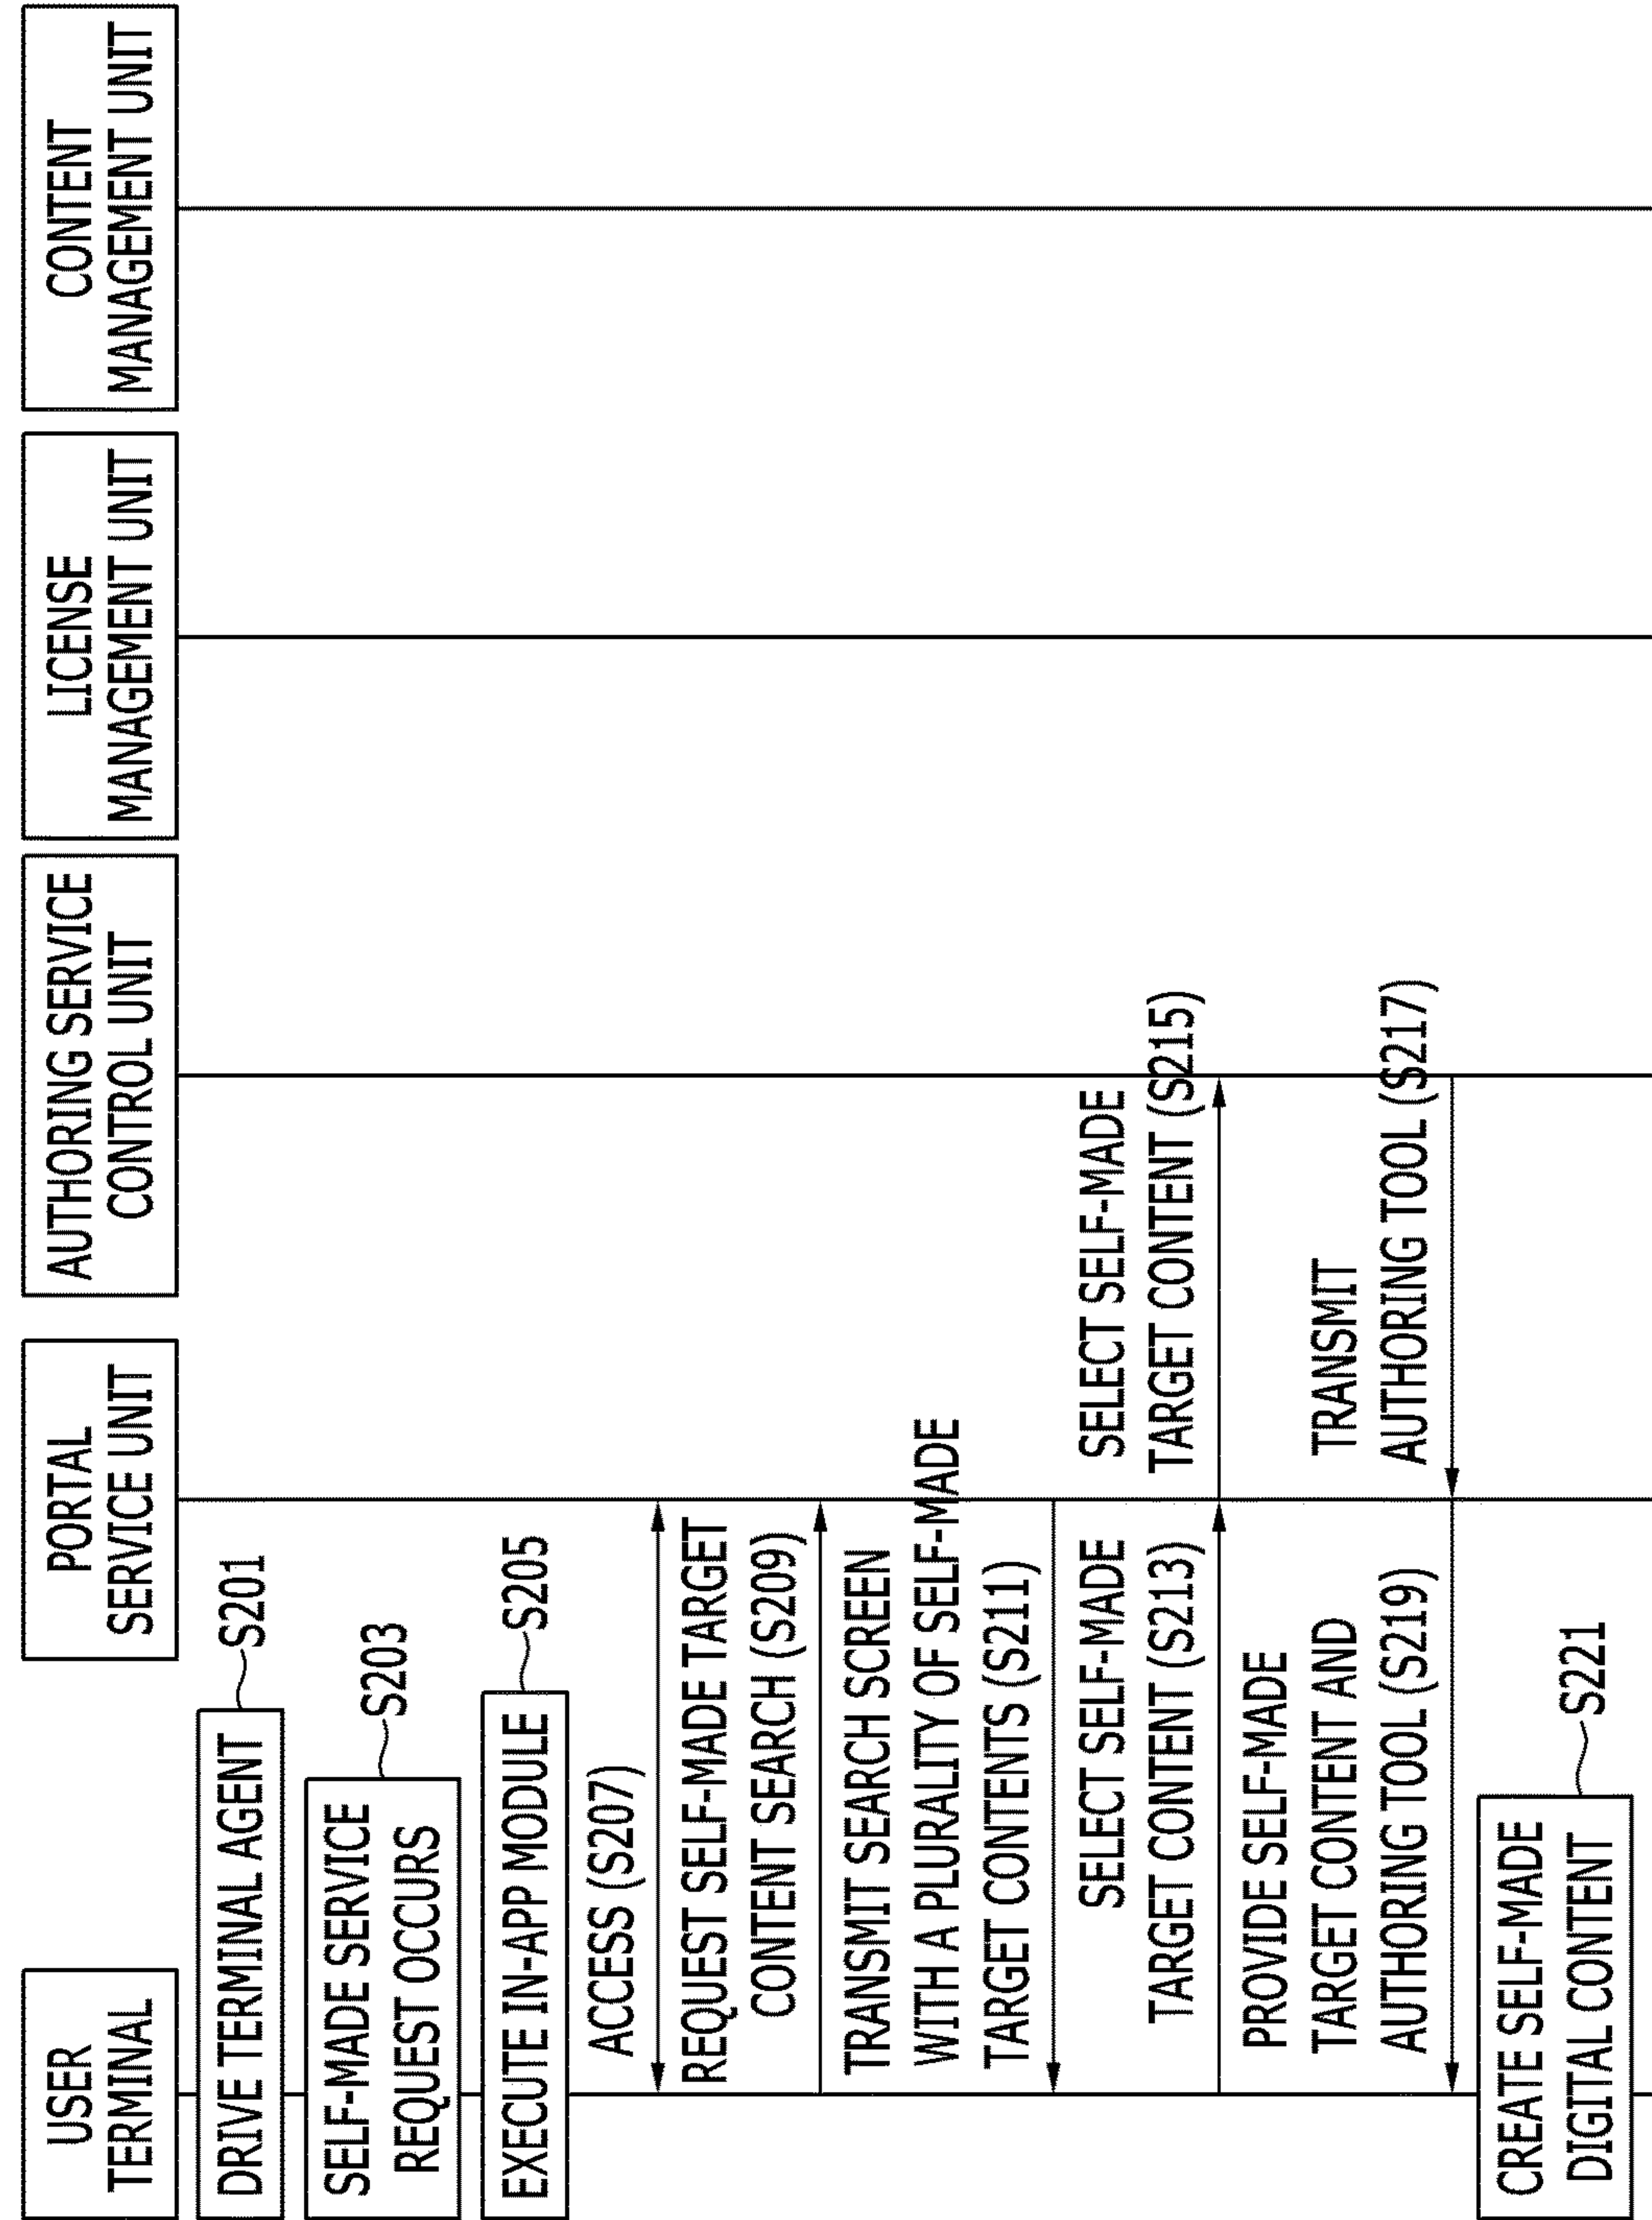 USER
TERMINAL
PORTAL
SERVICE UNIT
AUTHORING SERVICE
CONTROL UNIT
LICENSE
MANAGEMENT UNIT
CONTENT
MANAGEMENT UNIT
DRIVE TERMINAL AGENT
S201
SELF-MADE SERVICE
REQUEST OCCURS
S203
EXECUTE IN-APP MODULE
S205
ACCESS (S207)
REQUEST SELF-MADE TARGET
CONTENT SEARCH (S209)
TRANSMIT SEARCH SCREEN
WITH A PLURALITY OF SELF-MADE
TARGET CONTENTS (S211)
SELECT SELF-MADE
TARGET CONTENT (S213)
SELECT SELF-MADE
TARGET CONTENT (S215)
TRANSMIT
AUTHORING TOOL (S217)
PROVIDE SELF-MADE
TARGET CONTENT AND
AUTHORING TOOL (S219)
CREATE SELF-MADE
DIGITAL CONTENT
S221